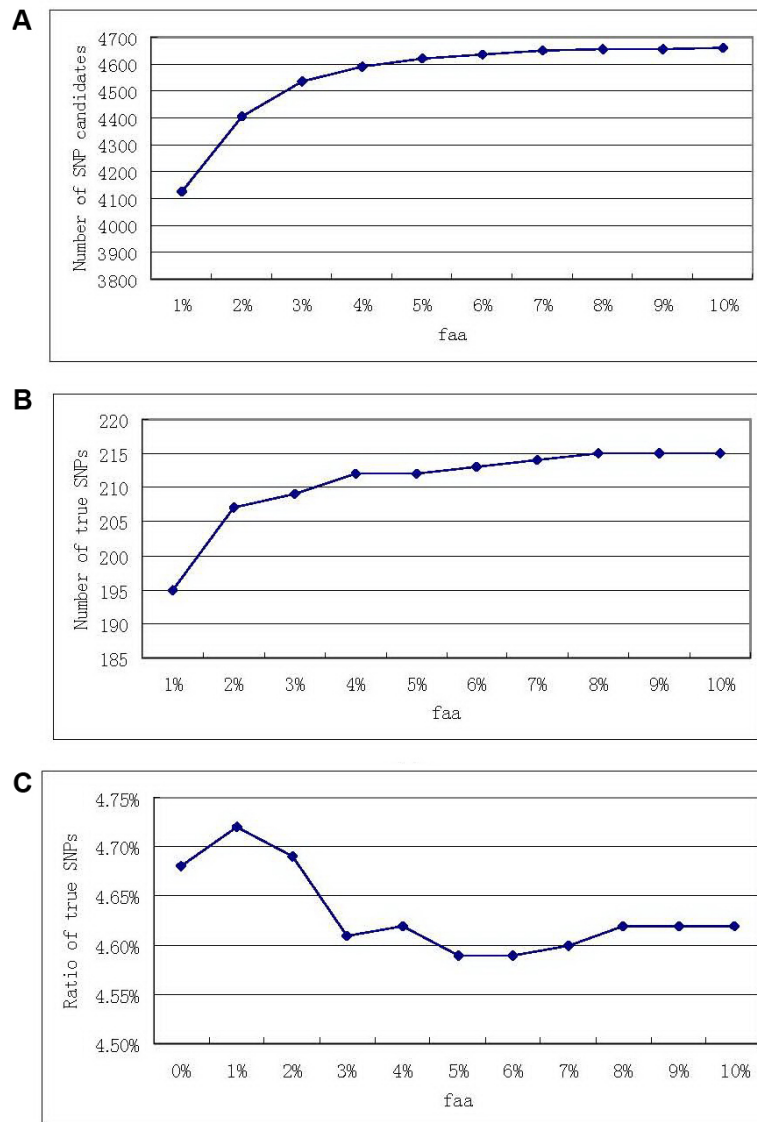 A
Number of SNP candidates
4700
4600
4500
4400
4300
4200
4100
4000
3900
3800
1% 2% 3% 4% 5% 6% 7% 8% 9% 10%
faa
B
Number of true SNPs
220
215
210
205
200
195
190
185
1% 2% 3% 4% 5% 6% 7% 8% 9% 10%
faa
C
Ratio of true SNPs
4.75%
4.70%
4.65%
4.60%
4.55%
4.50%
0% 1% 2% 3% 4% 5% 6% 7% 8% 9% 10%
faa